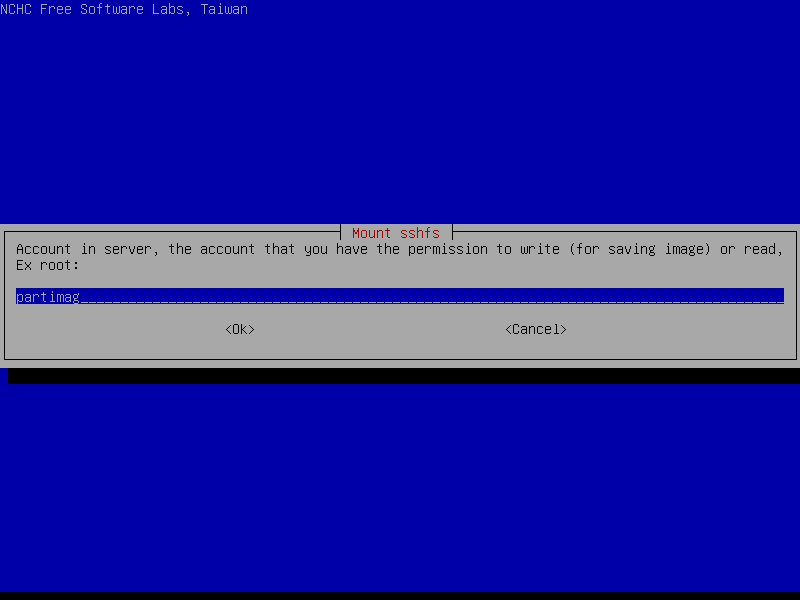 NCHC Free Software Labs, Taiwan
Mount sshfs
Account in server, the account that you have the permission to write (for saving image) or read,
Ex root:
partimag
<Ok> <Cancel>